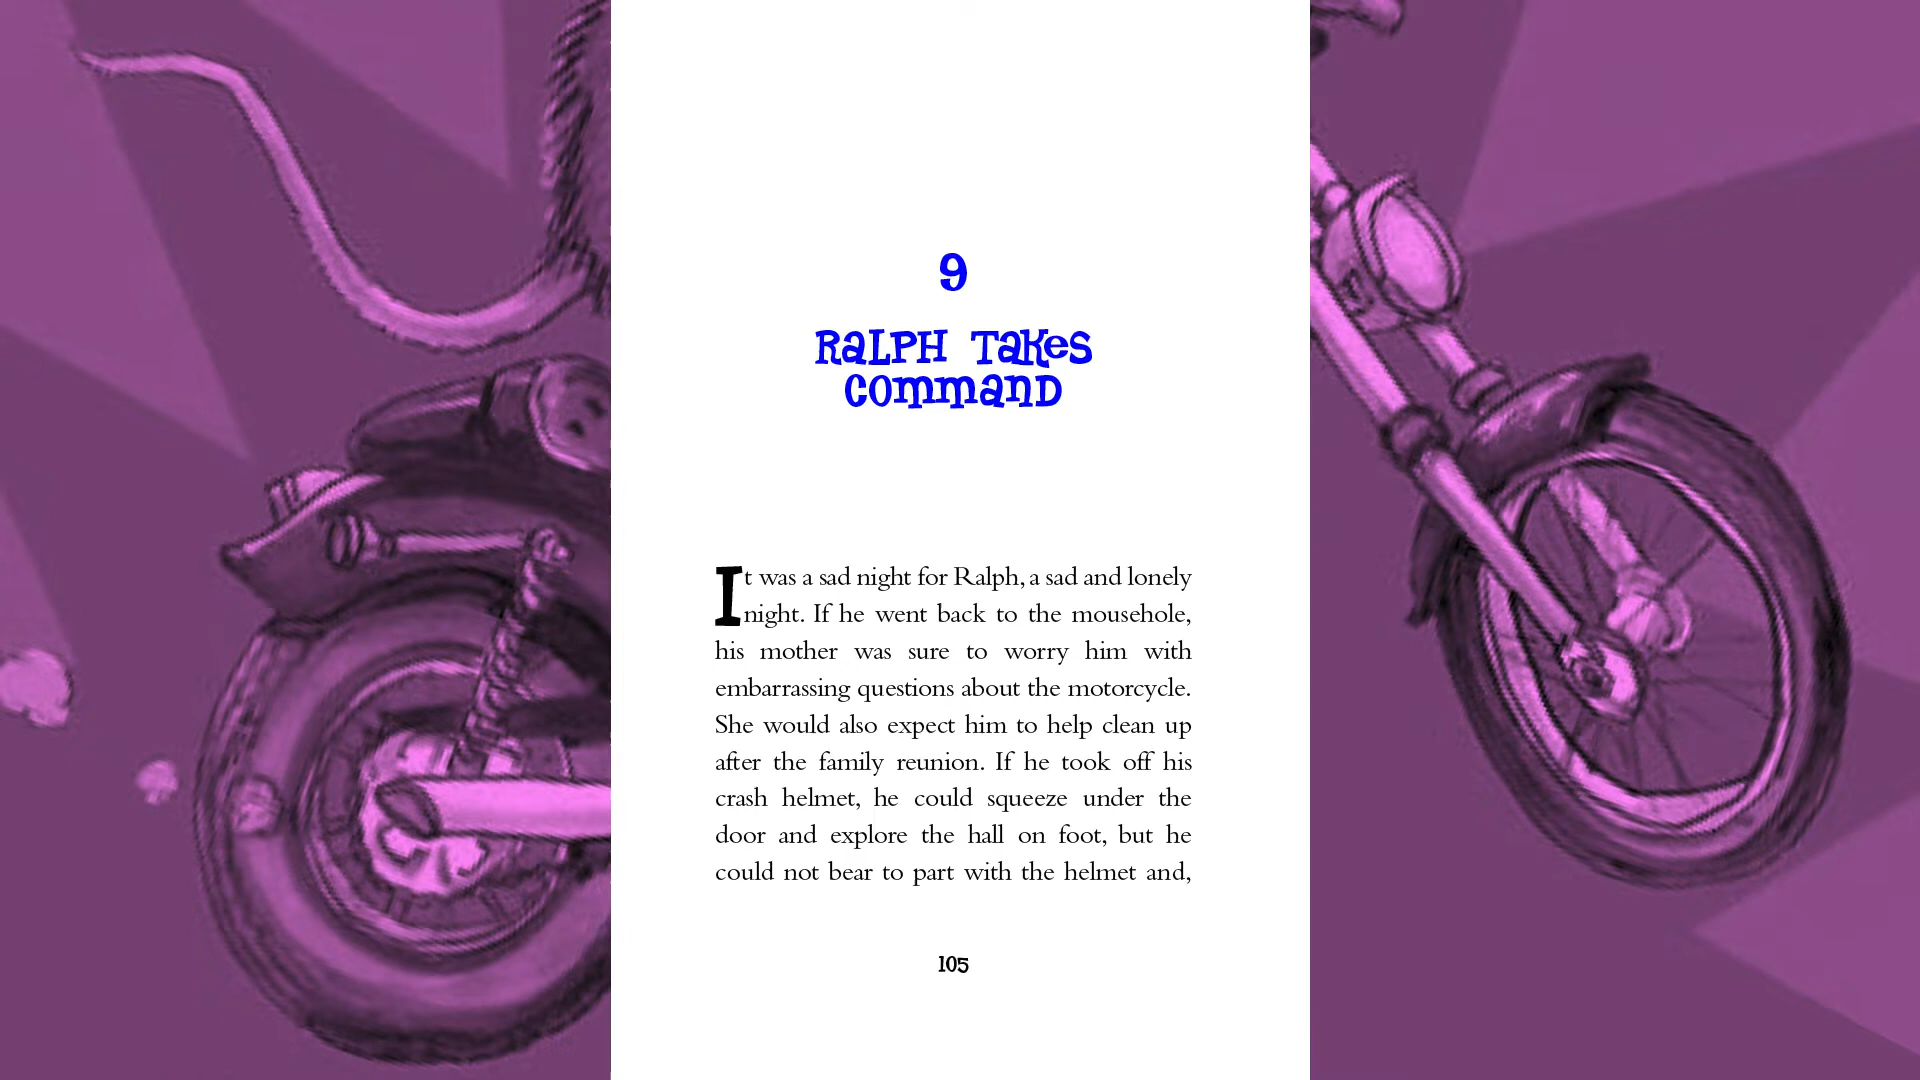 9
Ralph Takes
Command
It was a sad night for Ralph, a sad and lonely
night. If he went back to the mousehole,
his mother was sure to worry him with
embarrassing questions about the motorcycle.
She would also expect him to help clean up
after the family reunion. If he took off his
crash helmet, he could squeeze under the
door and explore the hall on foot, but he
could not bear to part with the helmet and,
105